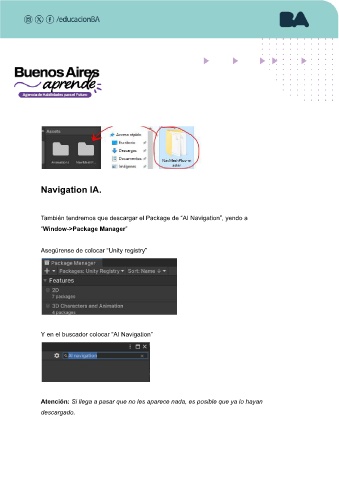 /educacionBA
BA
Buenos Aires
aprende
Agencia de Habilidades para el Futuro
Assets
Acceso rápido
Escritorio
Descargas
Documentos
Imágenes
Navigation IA.
También tendremos que descargar el Package de “AI Navigation”, yendo a
“Window->Package Manager”
Asegúrense de colocar “Unity registry”
Package Manager
+ Packages: Unity Registry Sort: Name
Features
2D
7 packages
3D Characters and Animation
4 packages
Y en el buscador colocar “AI Navigation”
AI navigation
Atención: Si llega a pasar que no les aparece nada, es posible que ya lo hayan
descargado.